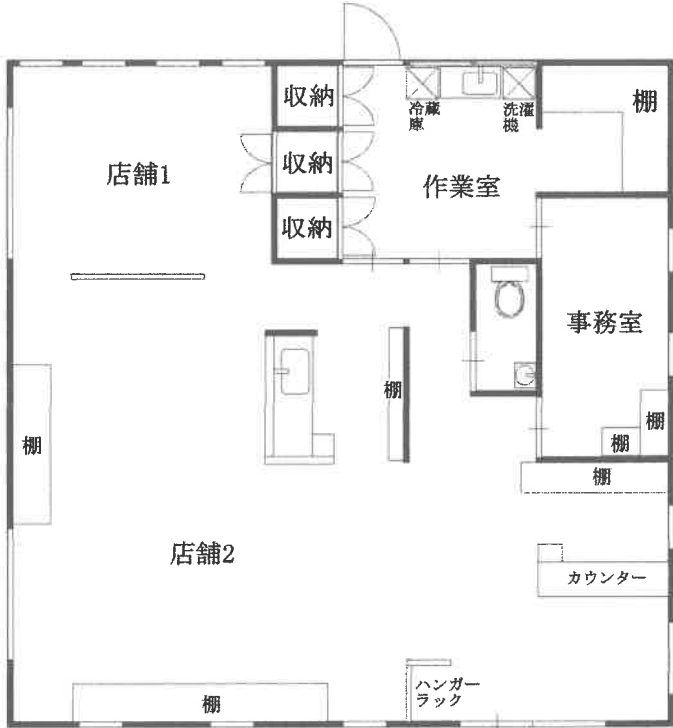 収納
棚
冷蔵
庫
洗濯
機
店舗1
収納
作業室
収納
事務室
棚
棚
棚
棚
棚
店舗2
カウンター
棚
ハンガー
ラック